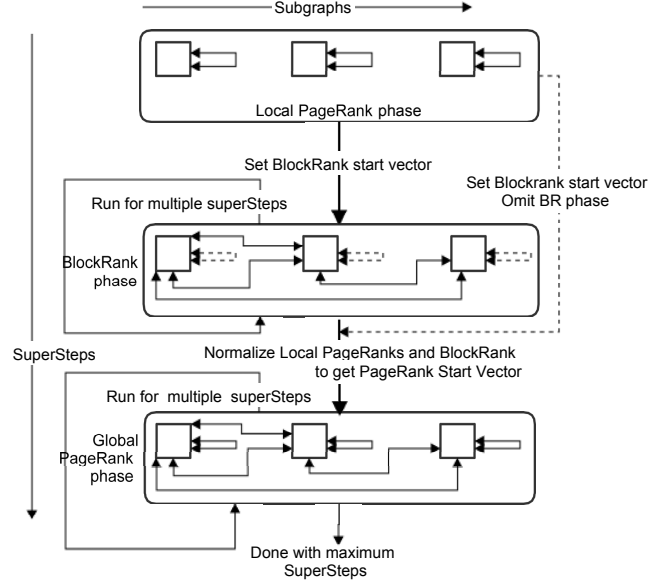 Subgraphs
Local PageRank phase
Set BlockRank start vector
Set Blockrank start vector
Omit BR phase
Run for multiple superSteps
BlockRank
phase
SuperSteps
Normalize Local PageRanks and BlockRank
to get PageRank Start Vector
Run for multiple superSteps
Global
PageRank
phase
Done with maximum
SuperSteps